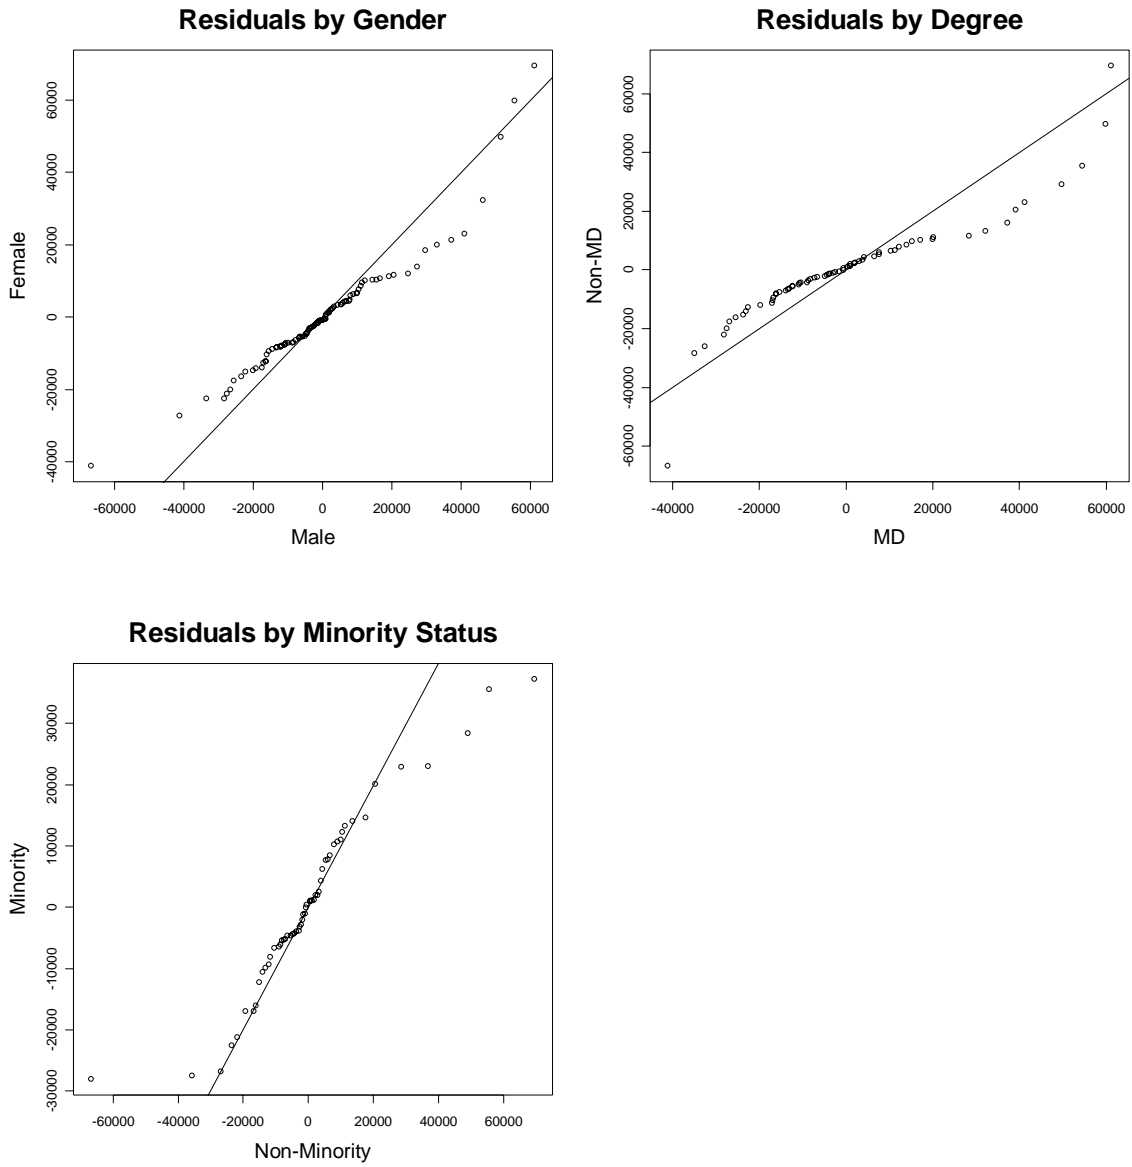 Residuals by Gender
Female
-40000 -20000 0 20000 40000 60000
-60000 -40000 -20000 0 20000 40000 60000
Male
Residuals by Degree
Non-MD
-60000 -40000 -20000 0 20000 40000 60000
-40000 -20000 0 20000 40000 60000
MD
Residuals by Minority Status
Minority
-30000 -20000 -10000 0 10000 20000 30000
-60000 -40000 -20000 0 20000 40000 60000
Non-Minority